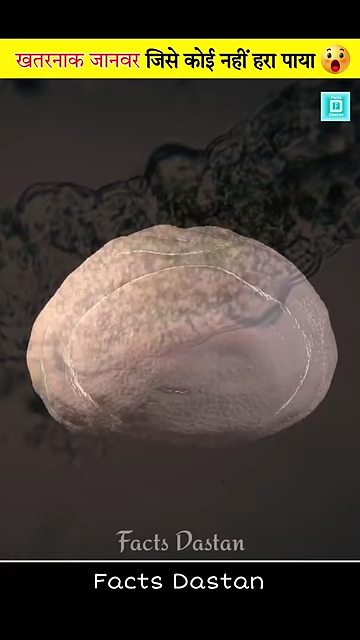 खतरनाक जानवर जिसे कोई नहीं हरा पाया
Facts Dastan
Facts Dastan